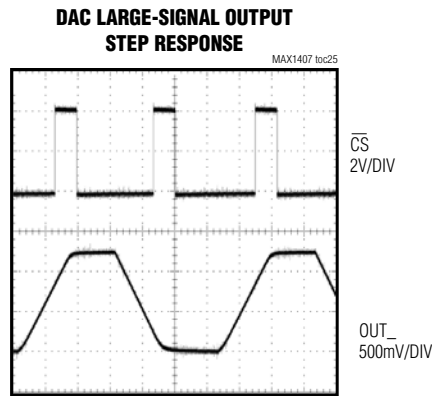 DAC LARGE-SIGNAL OUTPUT
STEP RESPONSE
MAX1407 toc25
CS
2V/DIV
OUT_
500mV/DIV